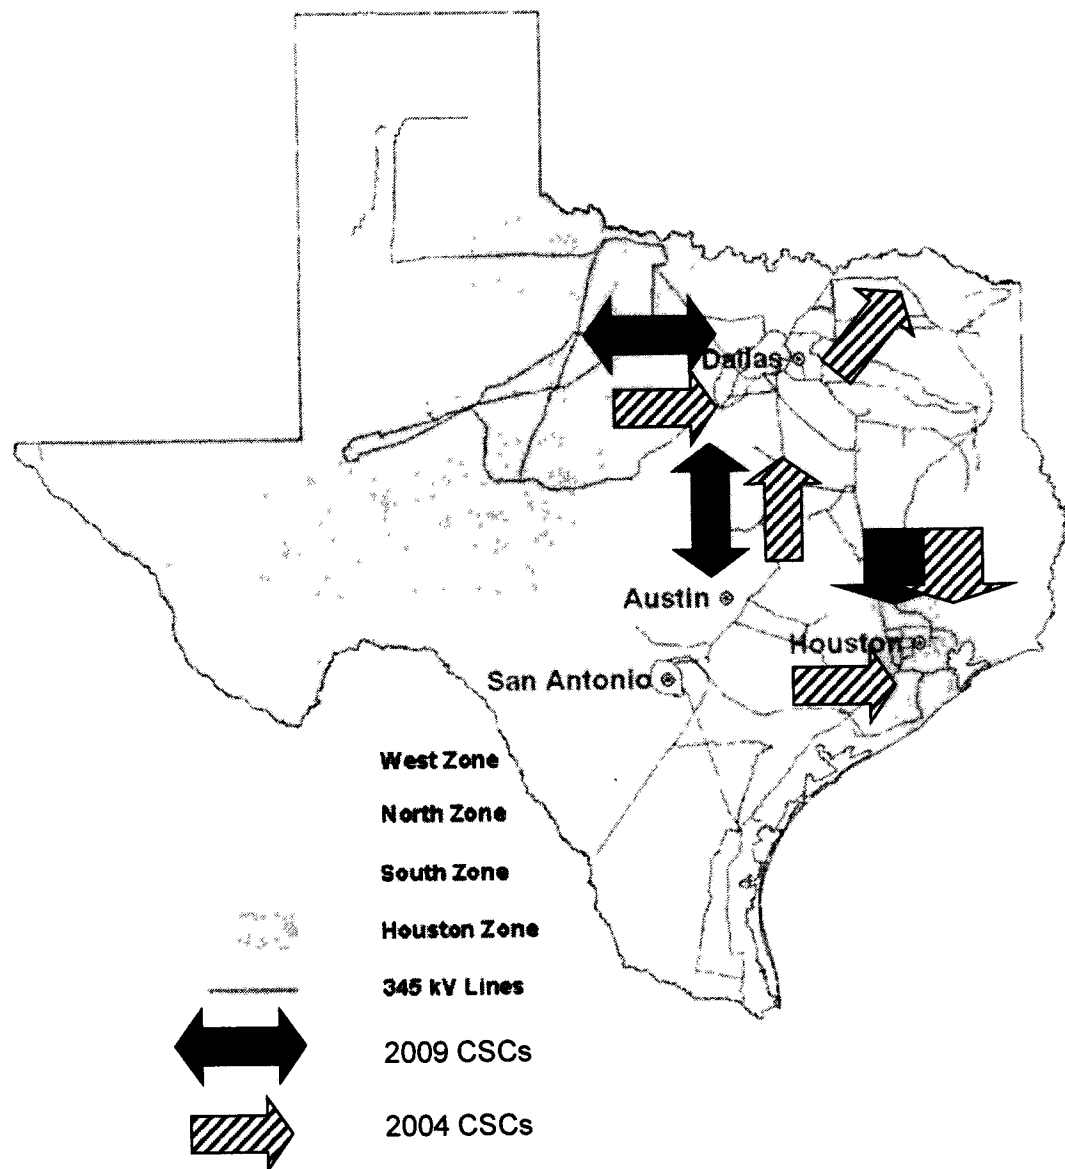 Dallas
Austin
Houston
San Antonio
West Zone
North Zone
South Zone
Houston Zone
345 kV Lines
2009 CSCs
2004 CSCs